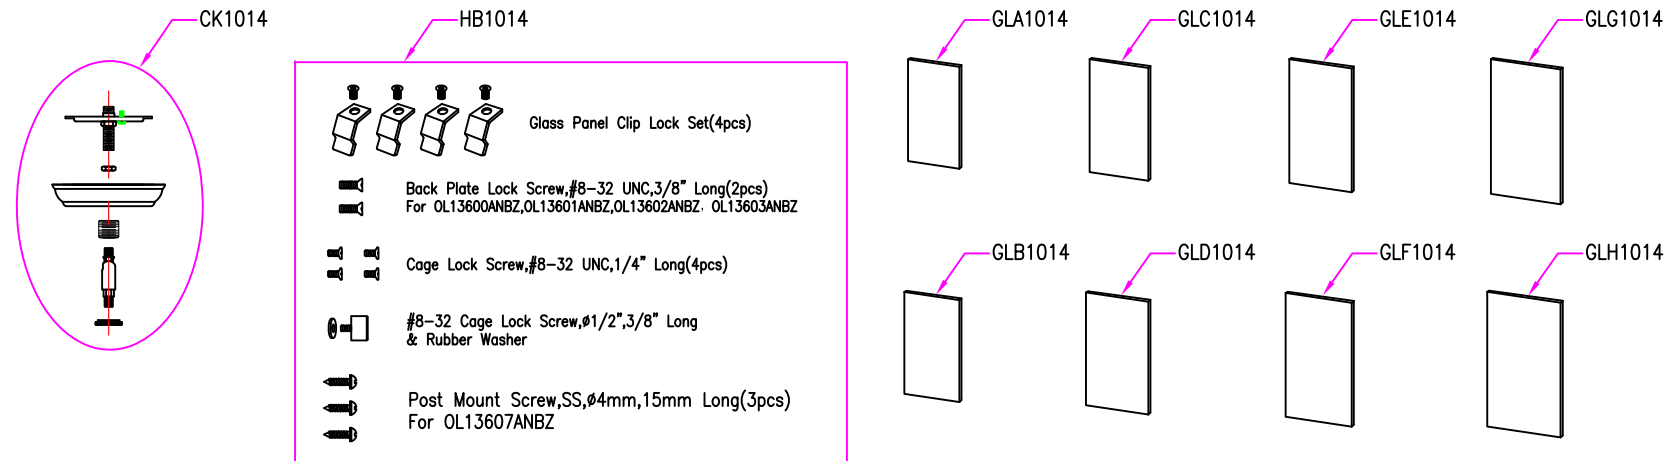 CK1014
HB1014
GLA1014
GLC1014
GLE1014
GLG1014
Glass Panel Clip Lock Set(4pcs)
Back Plate Lock Screw,#8-32 UNC,3/8" Long(2pcs)
For OL13600ANBZ,OL13601ANBZ,OL13602ANBZ, OL13603ANBZ
Cage Lock Screw,#8-32 UNC,1/4" Long(4pcs)
#8-32 Cage Lock Screw,ø1/2",3/8" Long
& Rubber Washer
Post Mount Screw,SS,ø4mm,15mm Long(3pcs)
For OL13607ANBZ
GLB1014
GLD1014
GLF1014
GLH1014